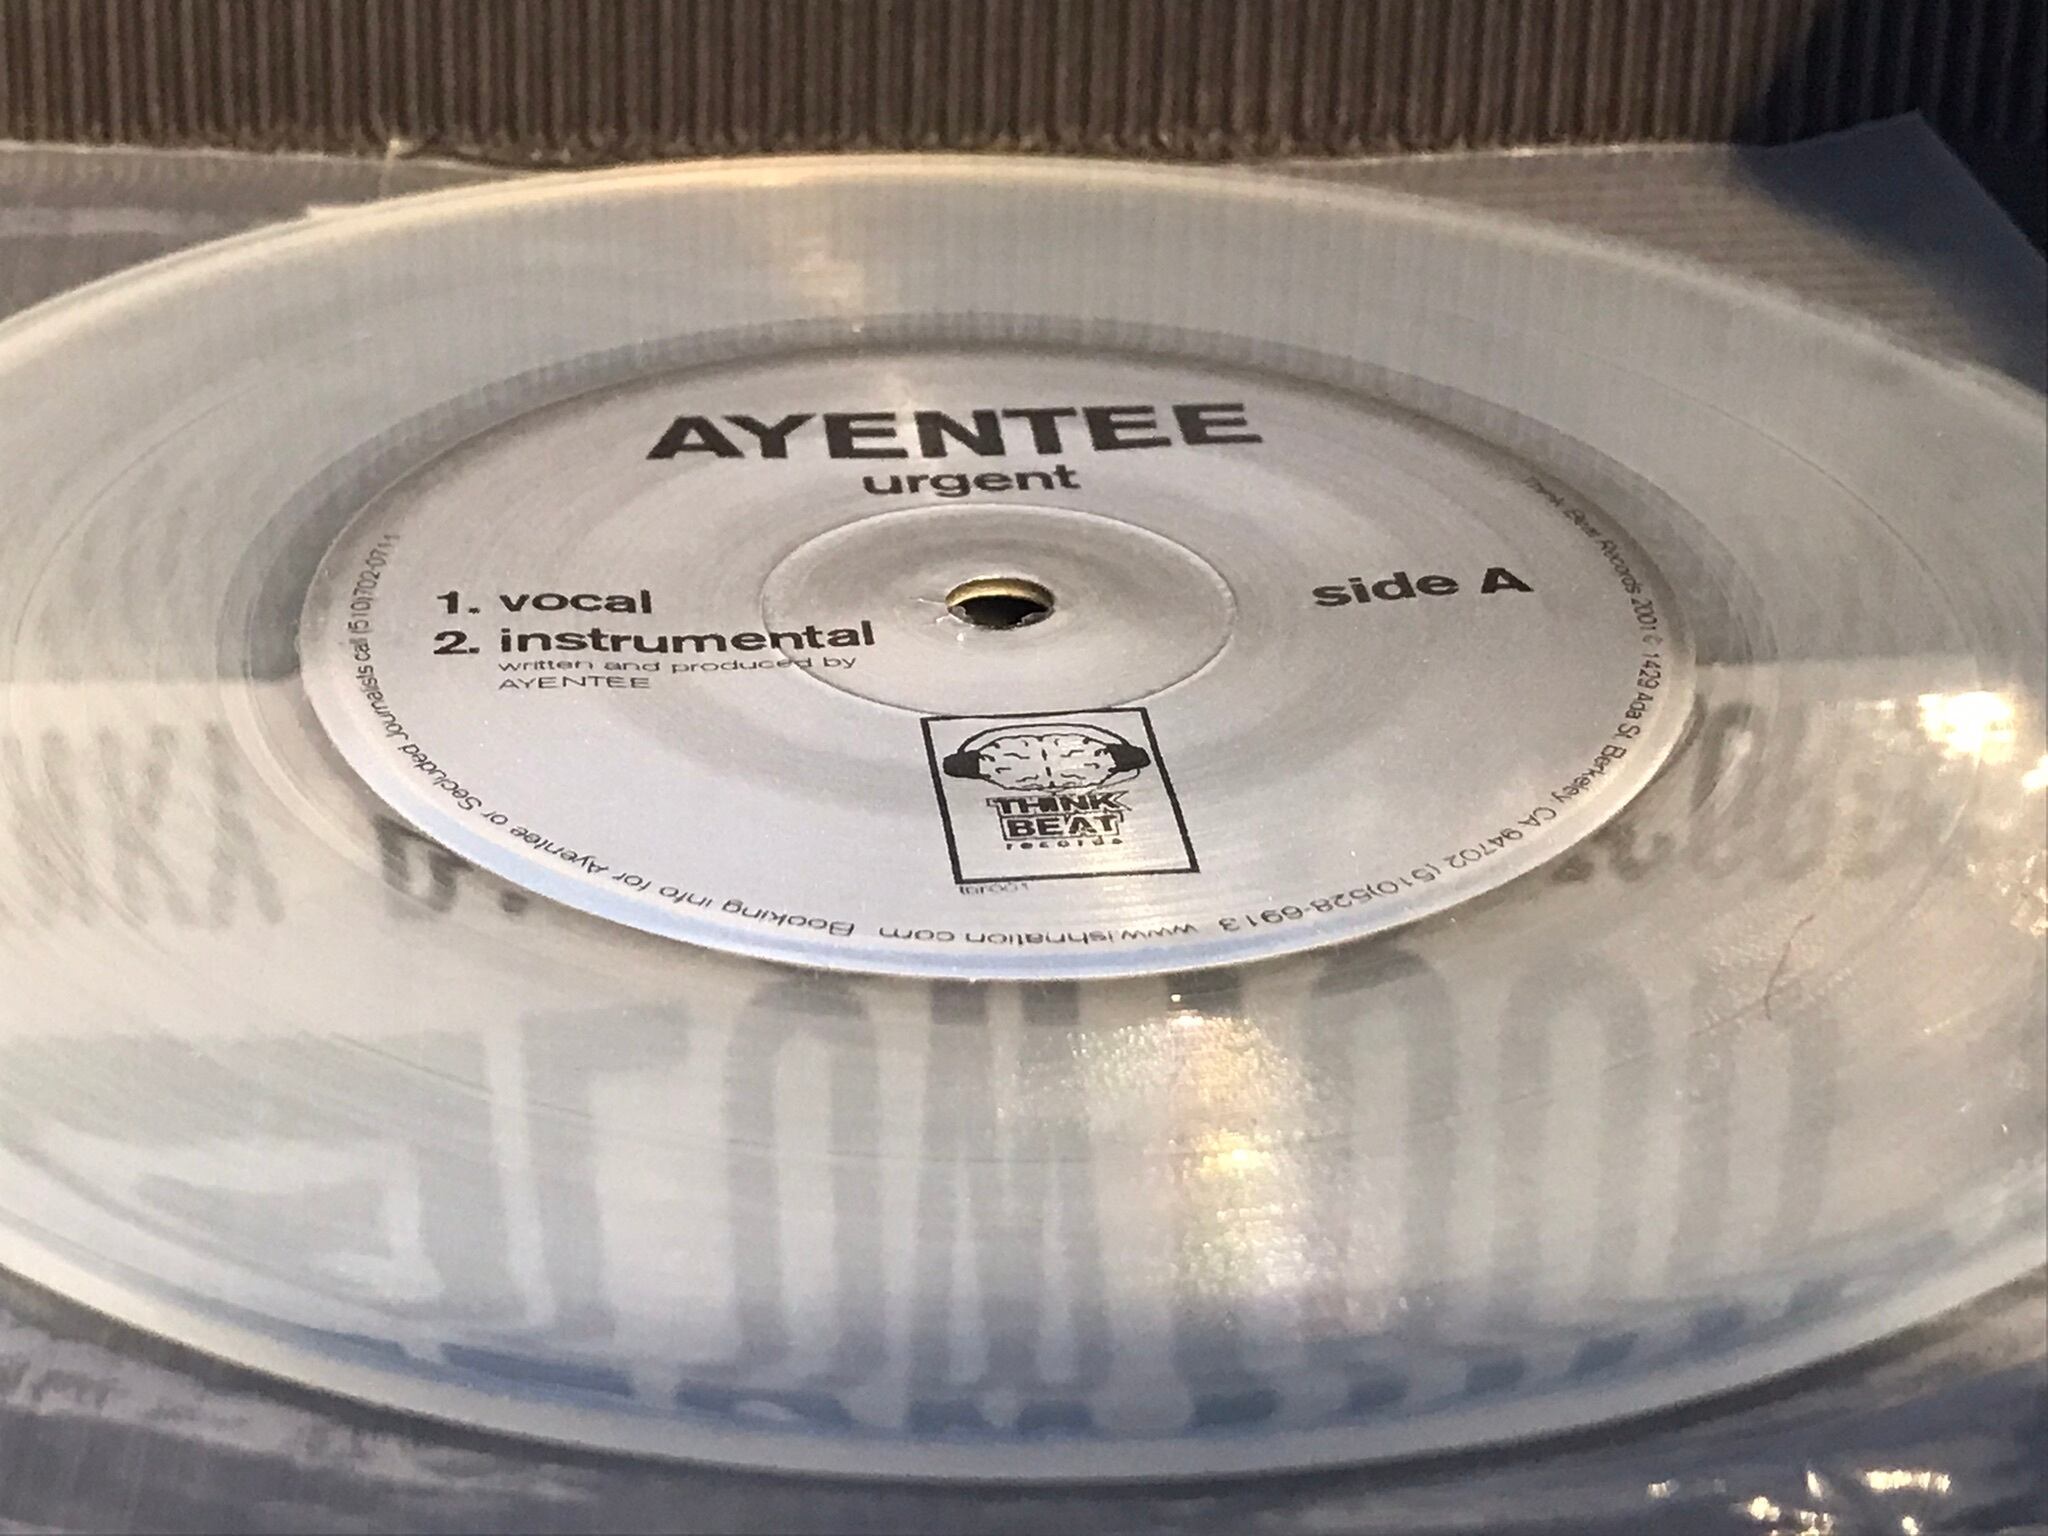 AYENTEE
urgent
1. vocal
2. instrumental
written and produced by
AYENTEE
side A
THINK
BEAT
records
tbr001
Think Beat Records 2001 © 1429 Ada St. Berkeley CA 94702 (510)528-6913 www.ishnation.com Booking info for Ayentee or Secluded Journalists call (510)702-0711